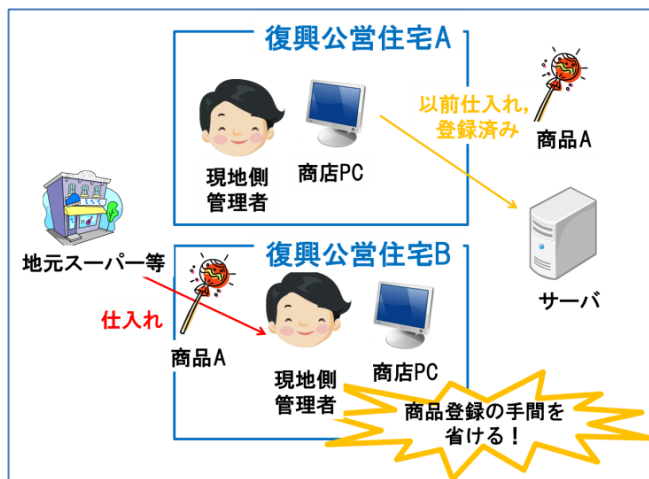 復興公営住宅A
以前仕入れ,
登録済み
商品A
現地側
管理者
商店PC
地元スーパー等
サーバ
復興公営住宅B
仕入れ
商品A
現地側
管理者
商店PC
商品登録の手間を
省ける！